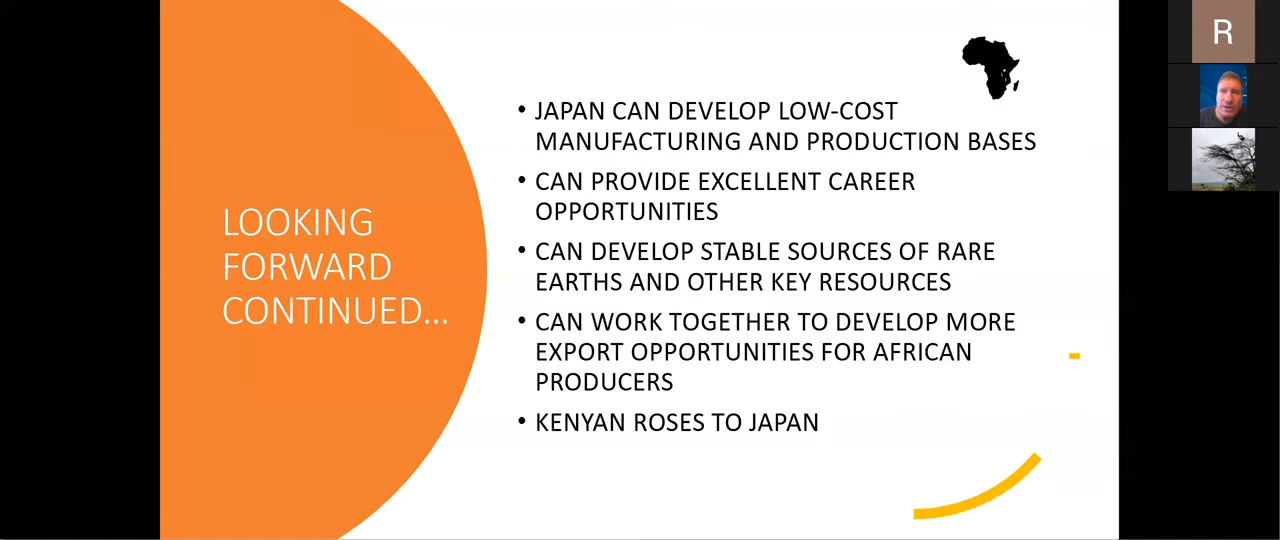 LOOKING
FORWARD
CONTINUED...
• JAPAN CAN DEVELOP LOW-COST
MANUFACTURING AND PRODUCTION BASES
• CAN PROVIDE EXCELLENT CAREER
OPPORTUNITIES
• CAN DEVELOP STABLE SOURCES OF RARE
EARTHS AND OTHER KEY RESOURCES
• CAN WORK TOGETHER TO DEVELOP MORE
EXPORT OPPORTUNITIES FOR AFRICAN
PRODUCERS
• KENYAN ROSES TO JAPAN
R